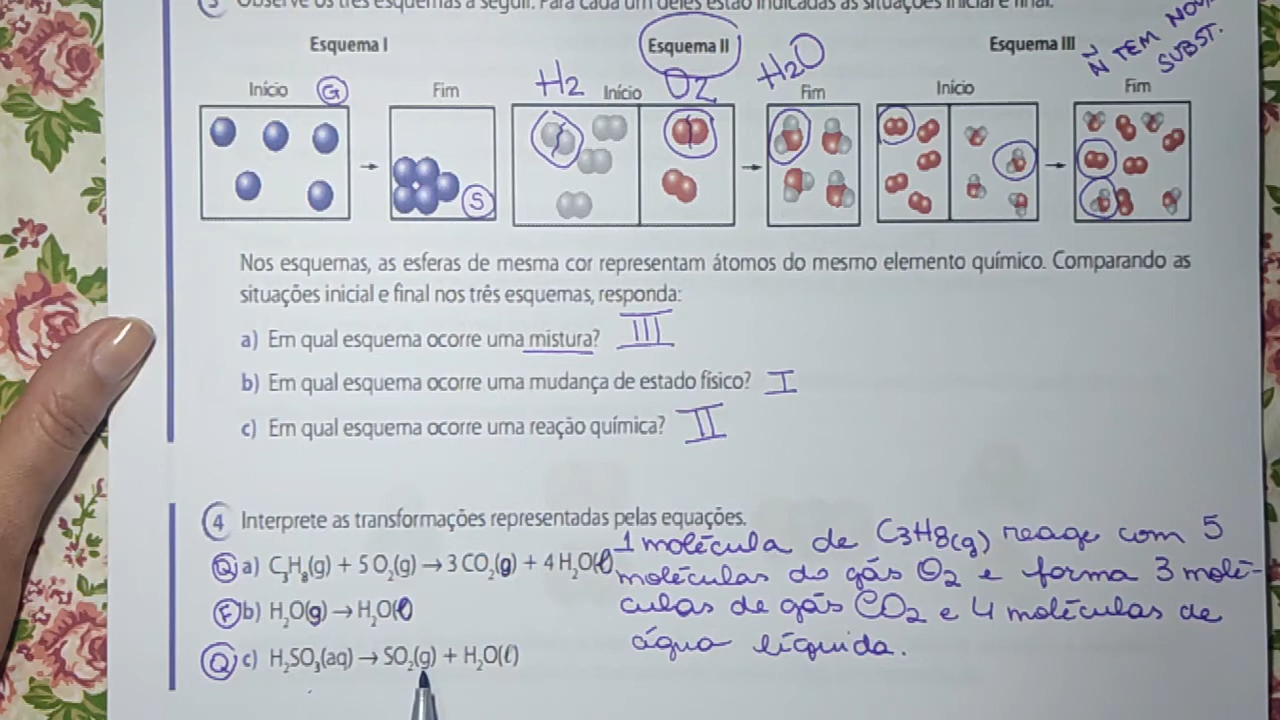 3 Observe os três esquemas a seguir. Para cada um deles estão indicadas as situações inicial e final.
Esquema I
Esquema II
Esquema III
Ñ TEM NOVA
SUBST.
H2
O2
H2O
Início
G
Fim
Início
Fim
Início
Fim
S
Nos esquemas, as esferas de mesma cor representam átomos do mesmo elemento químico. Comparando as
situações inicial e final nos três esquemas, responda:
a) Em qual esquema ocorre uma mistura? III
b) Em qual esquema ocorre uma mudança de estado físico? I
c) Em qual esquema ocorre uma reação química? II
4 Interprete as transformações representadas pelas equações.
Q a) C₃H₈(g) + 5 O₂(g) → 3 CO₂(g) + 4 H₂O(ℓ)
F b) H₂O(g) → H₂O(ℓ)
Q c) H₂SO₃(aq) → SO₂(g) + H₂O(ℓ)
1 molécula de C3H8(g) reage com 5
moléculas do gás O2 e forma 3 molé-
culas de gás CO2 e 4 moléculas de
água líquida.